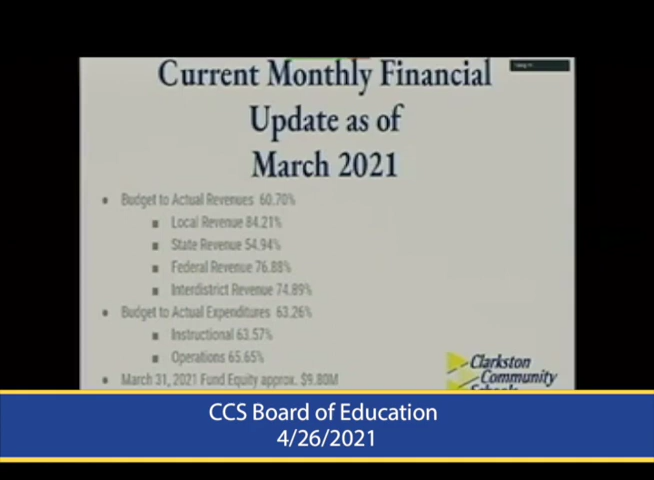 Current Monthly Financial
Update as of
March 2021
Budget to Actual Revenues 60.70%
Local Revenue 84.21%
State Revenue 54.94%
Federal Revenue 76.88%
Interdistrict Revenue 74.89%
Budget to Actual Expenditures 63.26%
Instructional 63.57%
Operations 65.65%
March 31, 2021 Fund Equity approx. $9.80M
Clarkston
Community
Schools
CCS Board of Education
4/26/2021